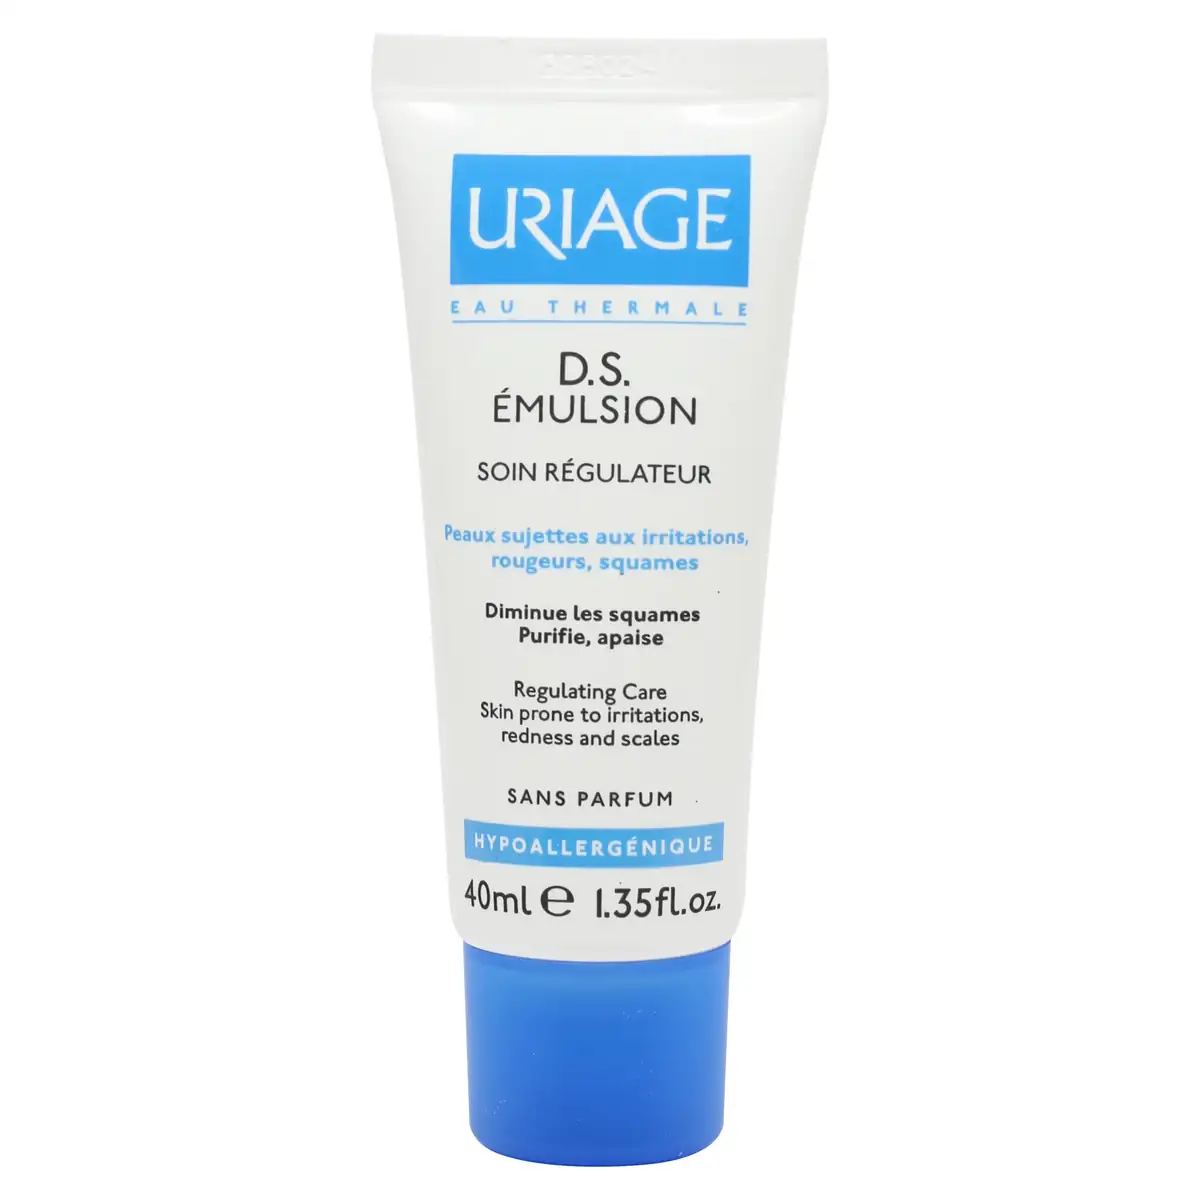 URIAGE
EAU THERMALE
D.S.
ÉMULSION
SOIN RÉGULATEUR
Peaux sujettes aux irritations,
rougeurs, squames
Diminue les squames
Purifie, apaise
Regulating Care
Skin prone to irritations,
redness and scales
SANS PARFUM
HYPOALLERGÉNIQUE
40ml e 1.35fl.oz.